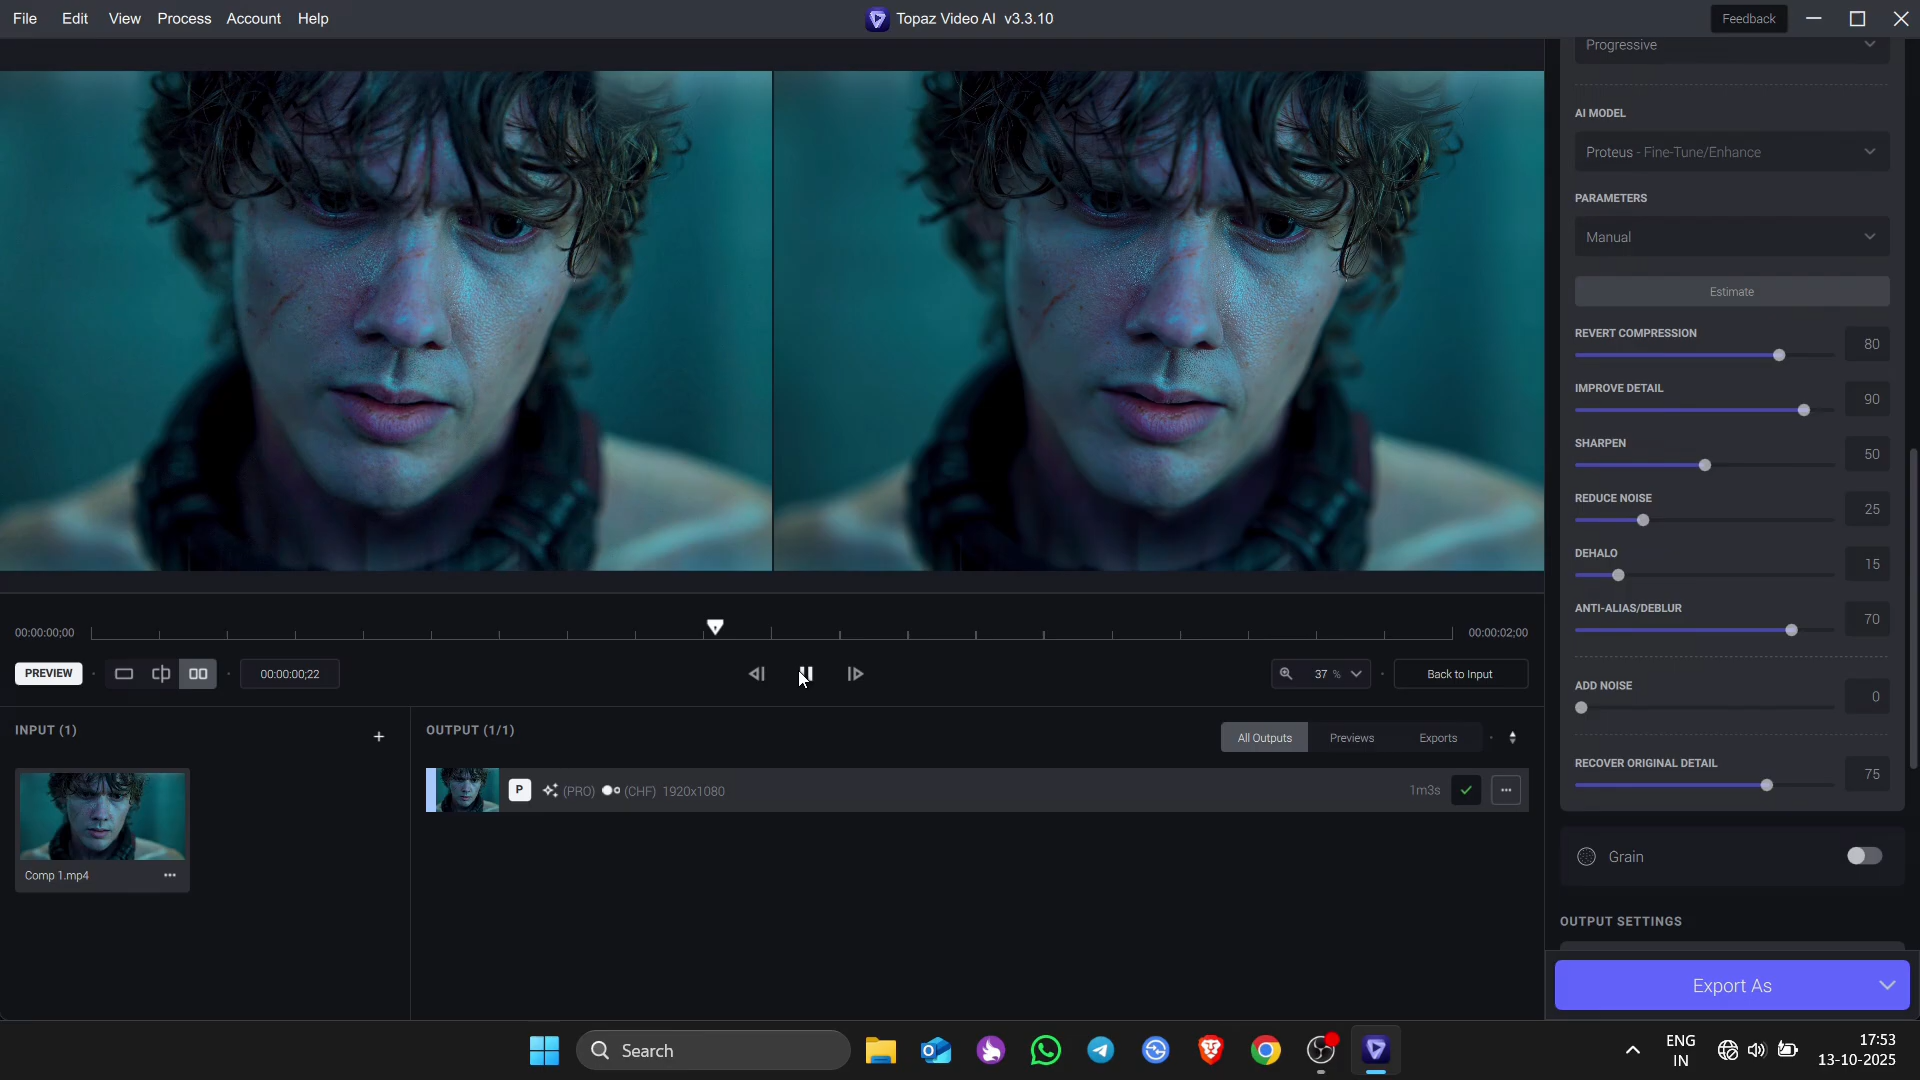 File Edit View Process Account Help
Topaz Video AI v3.3.10
Feedback
Progressive
AI MODEL
Proteus - Fine-Tune/Enhance
PARAMETERS
Manual
Estimate
REVERT COMPRESSION
80
IMPROVE DETAIL
90
SHARPEN
50
REDUCE NOISE
25
DEHALO
15
ANTI-ALIAS/DEBLUR
70
ADD NOISE
0
RECOVER ORIGINAL DETAIL
75
Grain
OUTPUT SETTINGS
Export As
00:00:00;00
00:00:02;00
PREVIEW
00:00:00;22
37 %
Back to Input
INPUT (1)
+
Comp 1.mp4
OUTPUT (1/1)
All Outputs Previews Exports
P (PRO) (CHF) 1920x1080
1m3s
Search
ENG
IN
17:53
13-10-2025